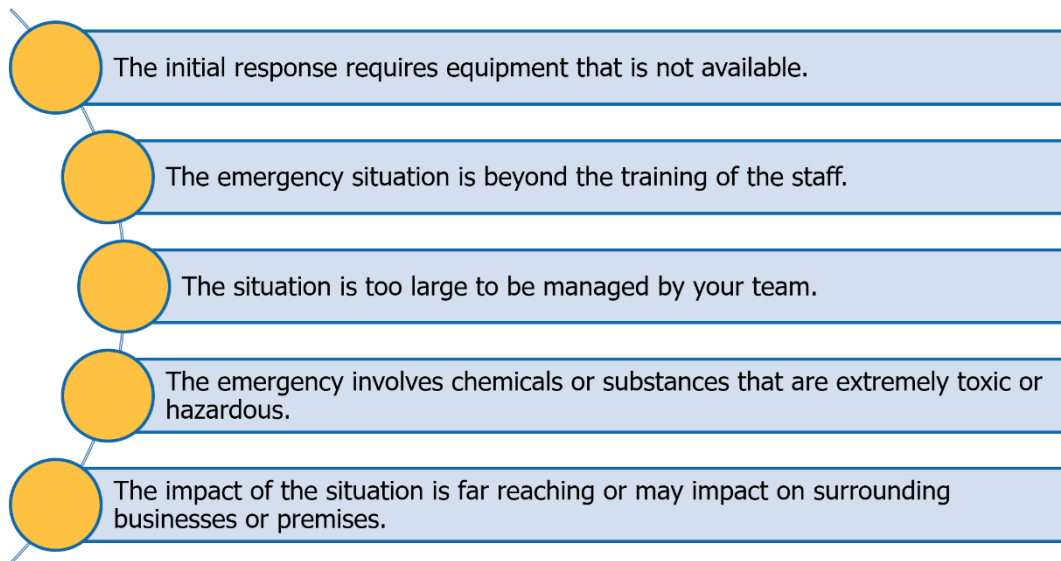 The initial response requires equipment that is not available.
The emergency situation is beyond the training of the staff.
The situation is too large to be managed by your team.
The emergency involves chemicals or substances that are extremely toxic or
hazardous.
The impact of the situation is far reaching or may impact on surrounding
businesses or premises.